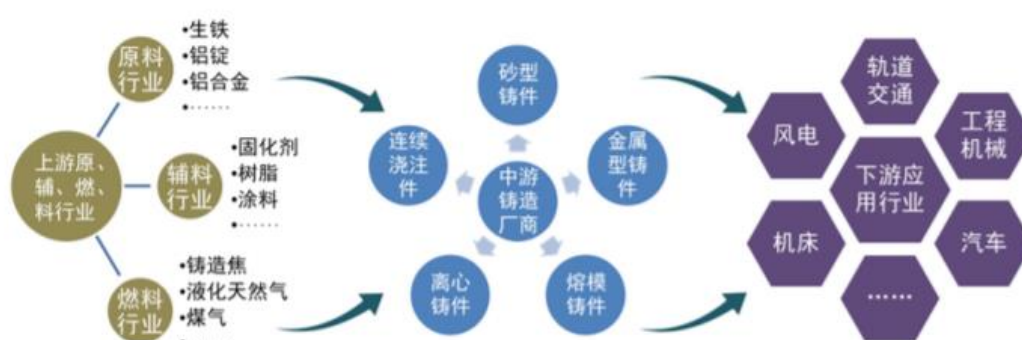 原料
行业
•生铁
•铝锭
•铝合金
•……
上游原、
辅、燃、
料行业
辅料
行业
•固化剂
•树脂
•涂料
•……
燃料
行业
•铸造焦
•液化天然气
•煤气
砂型
铸件
连续
浇注
件
金属
型铸
件
中游
铸造
厂商
离心
铸件
熔模
铸件
轨道
交通
风电
工程
机械
下游应
用行业
机床
汽车
……